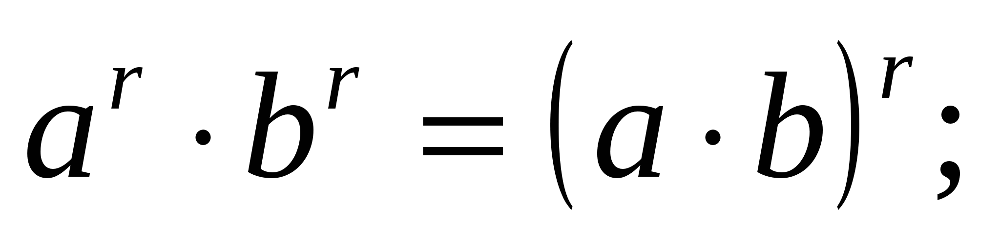 a^r · b^r = (a · b)^r;